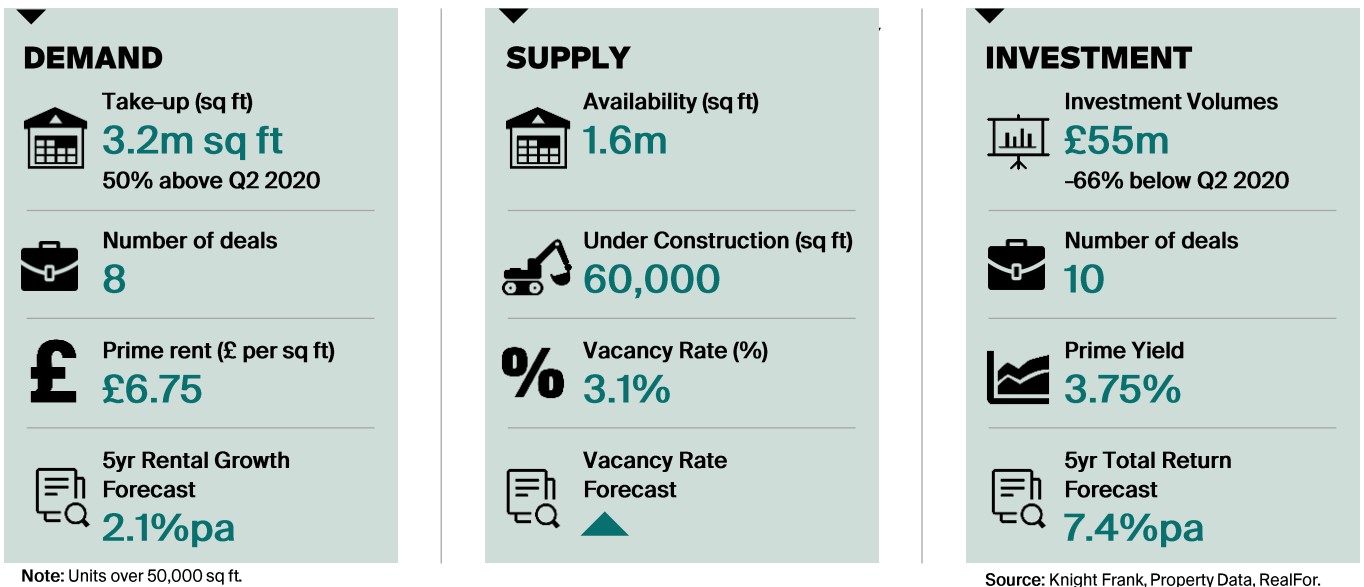 DEMAND
Take-up (sq ft)
3.2m sq ft
50% above Q2 2020
Number of deals
8
£
Prime rent (£ per sq ft)
£6.75
5yr Rental Growth
Forecast
2.1%pa
Note: Units over 50,000 sq ft.
SUPPLY
Availability (sq ft)
1.6m
Under Construction (sq ft)
60,000
%
Vacancy Rate (%)
3.1%
Vacancy Rate
Forecast
INVESTMENT
Investment Volumes
£55m
-66% below Q2 2020
Number of deals
10
Prime Yield
3.75%
5yr Total Return
Forecast
7.4%pa
Source: Knight Frank, Property Data, RealFor.